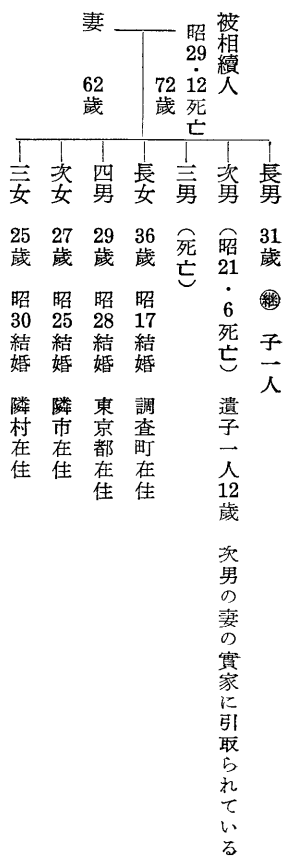 被相續人
昭29・12死亡
72歳
妻
62歳
長男 31歳 ㊝ 子一人
次男 (昭21・6死亡) 遺子一人12歳 次男の妻の實家に引取られている
三男 (死亡)
長女 36歳 昭17結婚 調査町在住
四男 29歳 昭28結婚 東京都在住
次女 27歳 昭25結婚 隣市在住
三女 25歳 昭30結婚 隣村在住